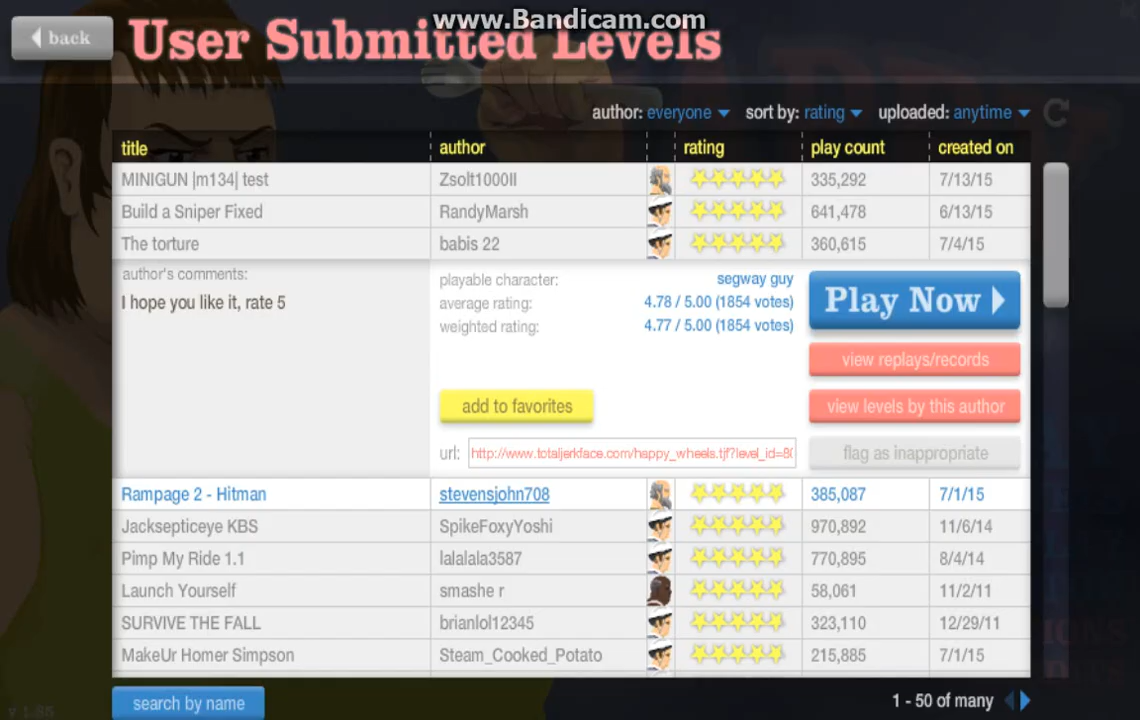 www.Bandicam.com
back
User Submitted Levels
author: everyone sort by: rating uploaded: anytime
title author rating play count created on
MINIGUN |m134| test Zsolt1000II 335,292 7/13/15
Build a Sniper Fixed RandyMarsh 641,478 6/13/15
The torture babis 22 360,615 7/4/15
author's comments:
I hope you like it, rate 5
playable character: segway guy
average rating: 4.78 / 5.00 (1854 votes)
weighted rating: 4.77 / 5.00 (1854 votes)
add to favorites
url: http://www.totaljerkface.com/happy_wheels.tjf?level_id=8
Play Now
view replays/records
view levels by this author
flag as inappropriate
Rampage 2 - Hitman stevensjohn708 385,087 7/1/15
Jacksepticeye KBS SpikeFoxyYoshi 970,892 11/6/14
Pimp My Ride 1.1 lalalala3587 770,895 8/4/14
Launch Yourself smashe r 58,061 11/2/11
SURVIVE THE FALL brianlol12345 323,110 12/29/11
MakeUr Homer Simpson Steam_Cooked_Potato 215,885 7/1/15
search by name
1 - 50 of many